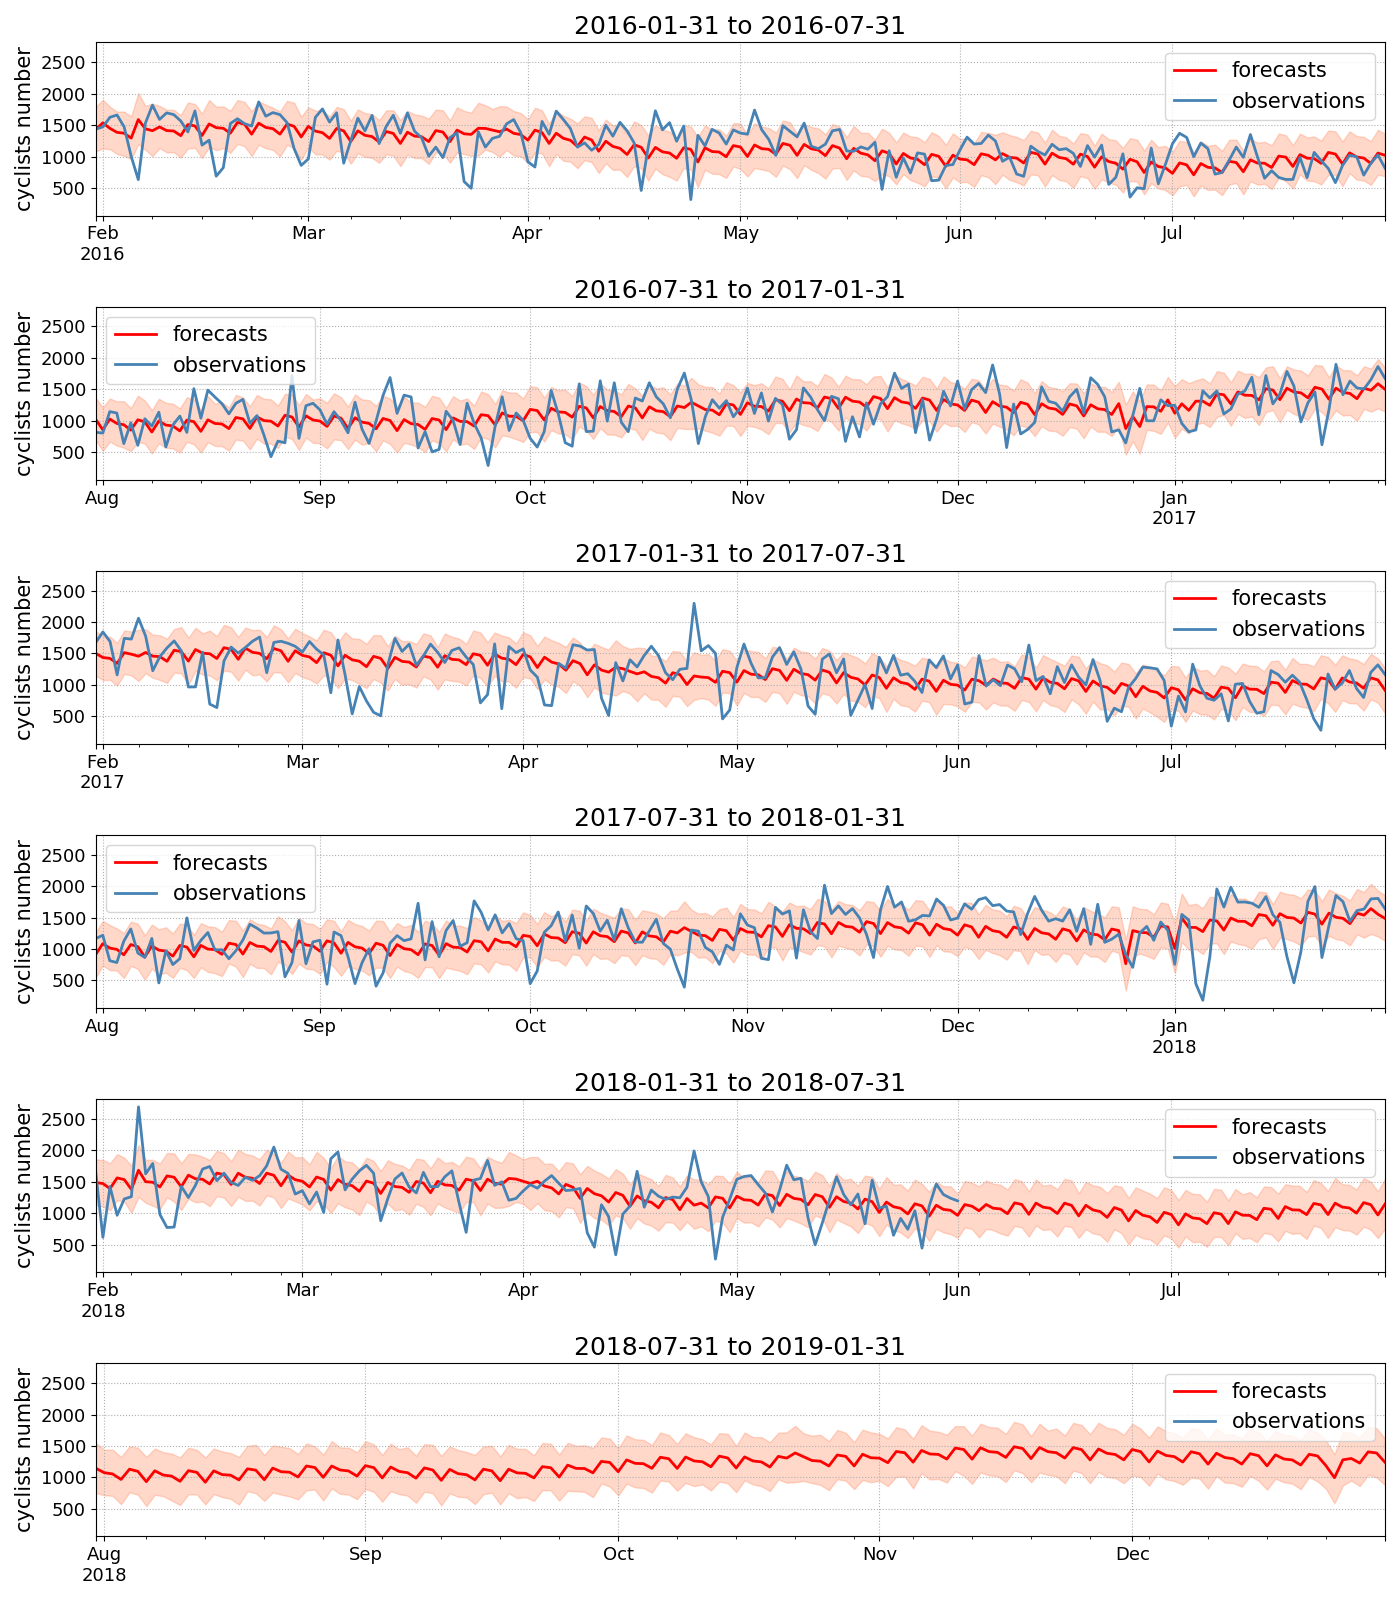 2016-01-31 to 2016-07-31
cyclists number
2500
2000
1500
1000
500
forecasts
observations
Feb Mar Apr May Jun Jul
2016
2016-07-31 to 2017-01-31
cyclists number
2500
2000
1500
1000
500
forecasts
observations
Aug Sep Oct Nov Dec Jan
2017
2017-01-31 to 2017-07-31
cyclists number
2500
2000
1500
1000
500
forecasts
observations
Feb Mar Apr May Jun Jul
2017
2017-07-31 to 2018-01-31
cyclists number
2500
2000
1500
1000
500
forecasts
observations
Aug Sep Oct Nov Dec Jan
2018
2018-01-31 to 2018-07-31
cyclists number
2500
2000
1500
1000
500
forecasts
observations
Feb Mar Apr May Jun Jul
2018
2018-07-31 to 2019-01-31
cyclists number
2500
2000
1500
1000
500
forecasts
observations
Aug Sep Oct Nov Dec
2018